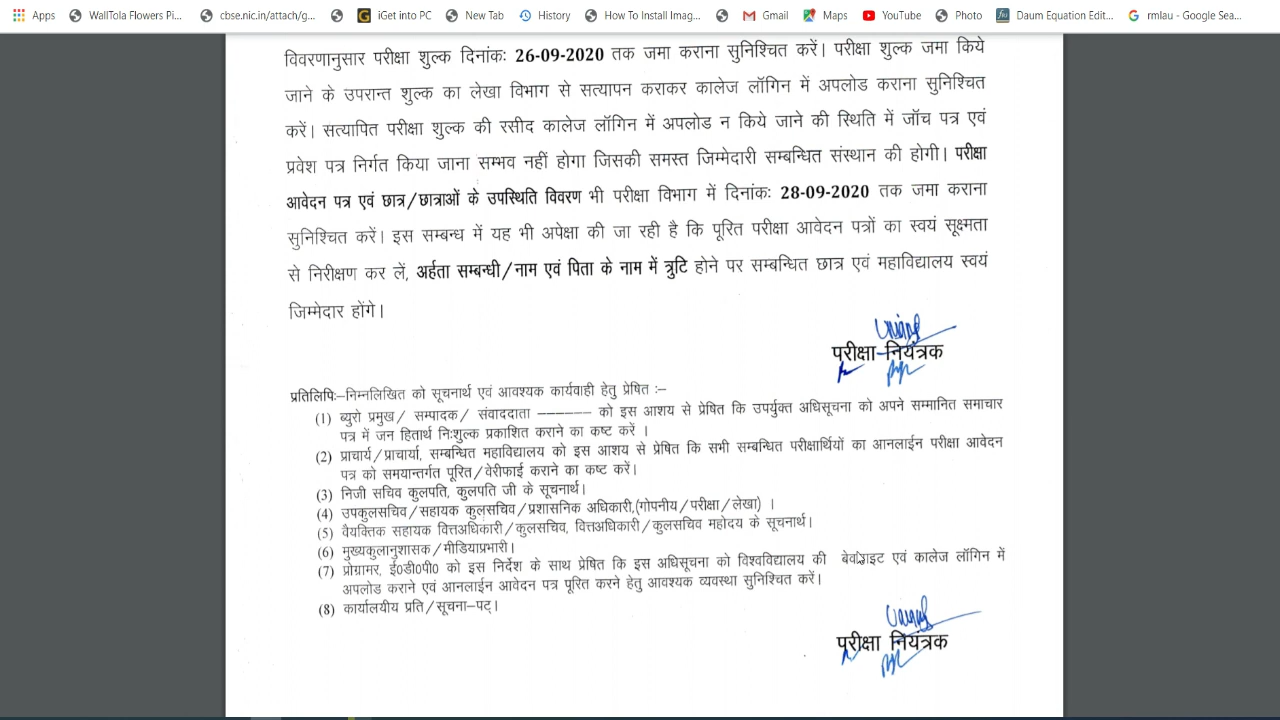 Apps WallTola Flowers Pi... cbse.nic.in/attach/g... iGet into PC New Tab History How To Install Imag... Gmail Maps YouTube Photo Daum Equation Edit... rmlau - Google Sea...
विवरणानुसार परीक्षा शुल्क दिनांकः 26-09-2020 तक जमा कराना सुनिश्चित करें। परीक्षा शुल्क जमा किये
जाने के उपरान्त शुल्क का लेखा विभाग से सत्यापन कराकर कालेज लॉगिन में अपलोड कराना सुनिश्चित
करें। सत्यापित परीक्षा शुल्क की रसीद कालेज लॉगिन में अपलोड न किये जाने की स्थिति में जॉच पत्र एवं
प्रवेश पत्र निर्गत किया जाना सम्भव नहीं होगा जिसकी समस्त जिम्मेदारी सम्बन्धित संस्थान की होगी। परीक्षा
आवेदन पत्र एवं छात्र/छात्राओं के उपस्थिति विवरण भी परीक्षा विभाग में दिनांकः 28-09-2020 तक जमा कराना
सुनिश्चित करें। इस सम्बन्ध में यह भी अपेक्षा की जा रही है कि पूरित परीक्षा आवेदन पत्रों का स्वयं सूक्ष्मता
से निरीक्षण कर लें, अर्हता सम्बन्धी/नाम एवं पिता के नाम में त्रुटि होने पर सम्बन्धित छात्र एवं महाविद्यालय स्वयं
जिम्मेदार होंगे।
परीक्षा नियंत्रक
प्रतिलिपिः–निम्नलिखित को सूचनार्थ एवं आवश्यक कार्यवाही हेतु प्रेषित :–
(1) ब्युरो प्रमुख/ सम्पादक/ संवाददाता –––––– को इस आशय से प्रेषित कि उपर्युक्त अधिसूचना को अपने सम्मानित समाचार
पत्र में जन हितार्थ निःशुल्क प्रकाशित कराने का कष्ट करें ।
(2) प्राचार्य/प्राचार्या, सम्बन्धित महाविद्यालय को इस आशय से प्रेषित कि सभी सम्बन्धित परीक्षार्थियों का आनलाईन परीक्षा आवेदन
पत्र को समयान्तर्गत पूरित/वेरीफाई कराने का कष्ट करें।
(3) निजी सचिव कुलपति, कुलपति जी के सूचनार्थ।
(4) उपकुलसचिव/सहायक कुलसचिव/प्रशासनिक अधिकारी,(गोपनीय/परीक्षा/लेखा) ।
(5) वैयक्तिक सहायक वित्तअधिकारी/कुलसचिव, वित्तअधिकारी/कुलसचिव महोदय के सूचनार्थ।
(6) मुख्यकुलानुशासक/मीडियाप्रभारी।
(7) प्रोग्रामर, ई0डी0पी0 को इस निर्देश के साथ प्रेषित कि इस अधिसूचना को विश्वविद्यालय की बेवसाइट एवं कालेज लॉगिन में
अपलोड कराने एवं आनलाईन आवेदन पत्र पूरित करने हेतु आवश्यक व्यवस्था सुनिश्चित करें।
(8) कार्यालयीय प्रति/सूचना–पट्।
परीक्षा नियंत्रक